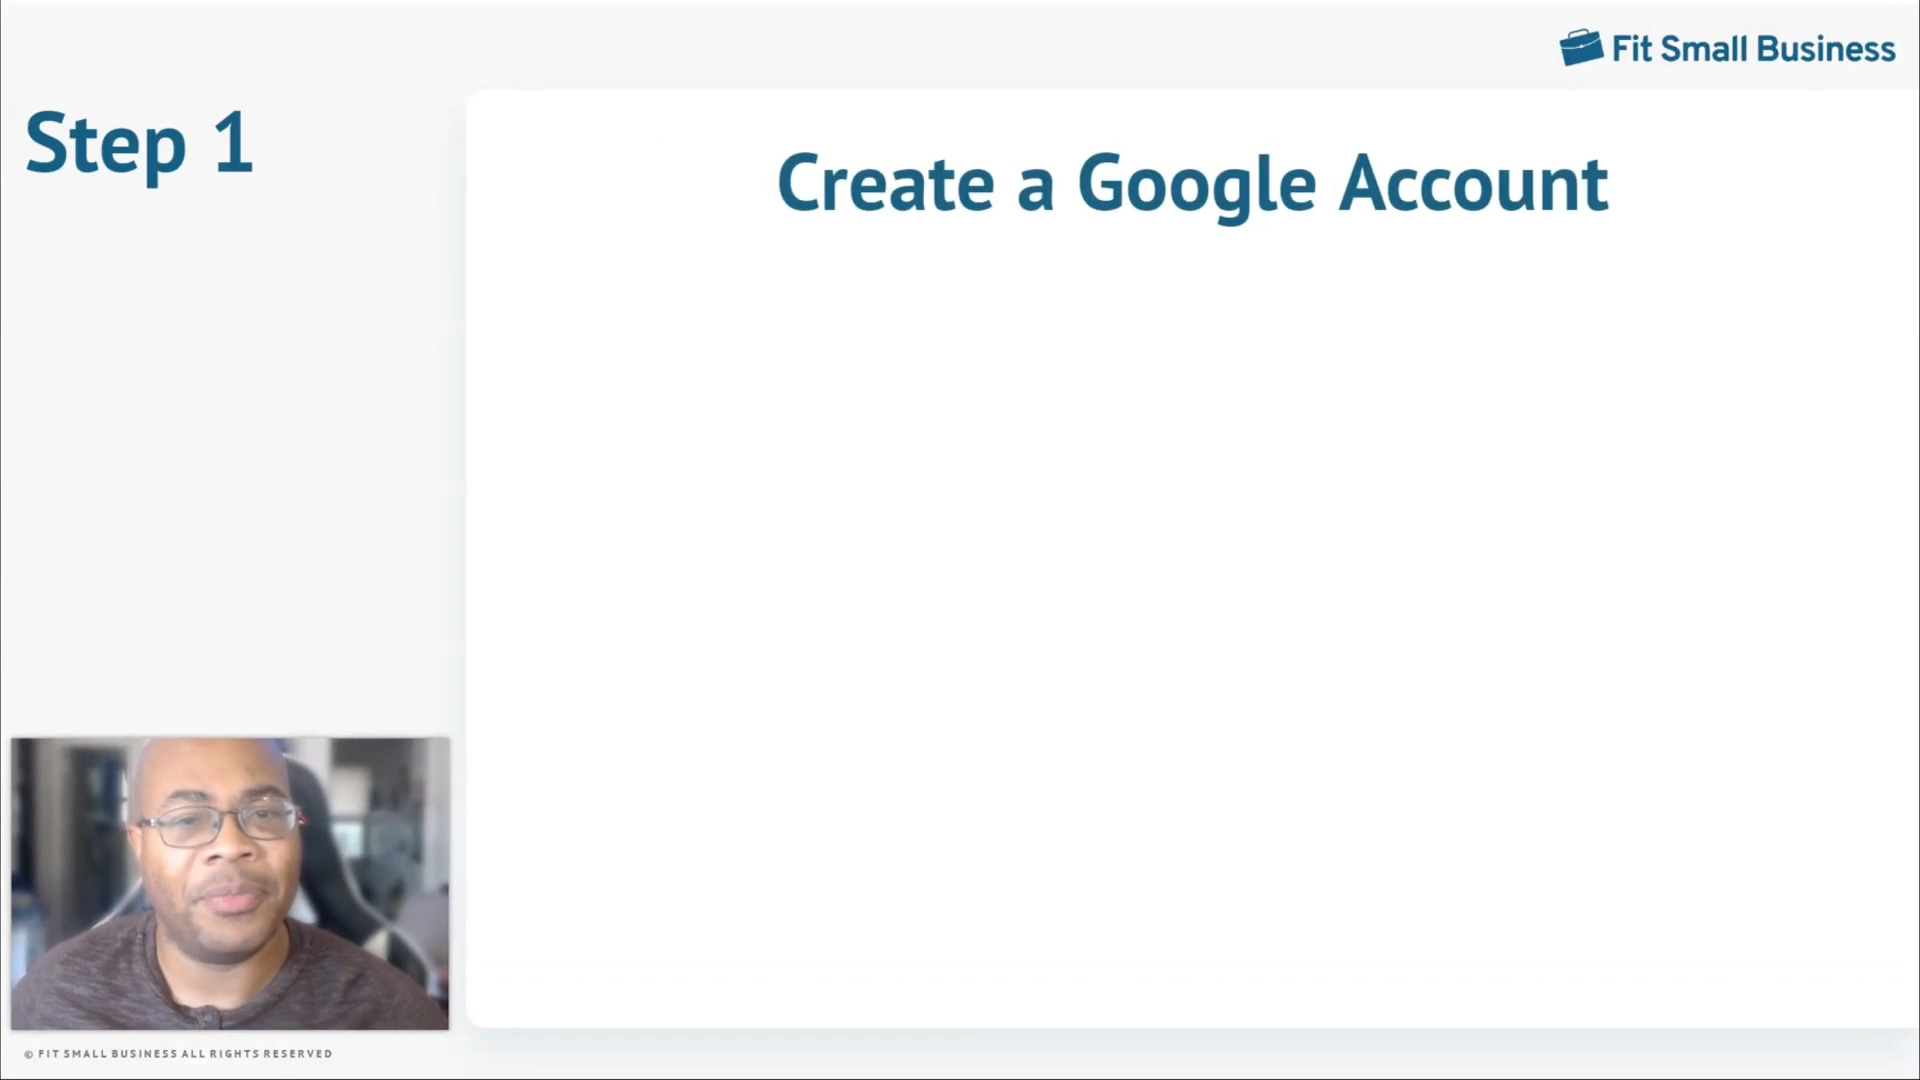 Fit Small Business
Step 1
Create a Google Account
© FIT SMALL BUSINESS ALL RIGHTS RESERVED